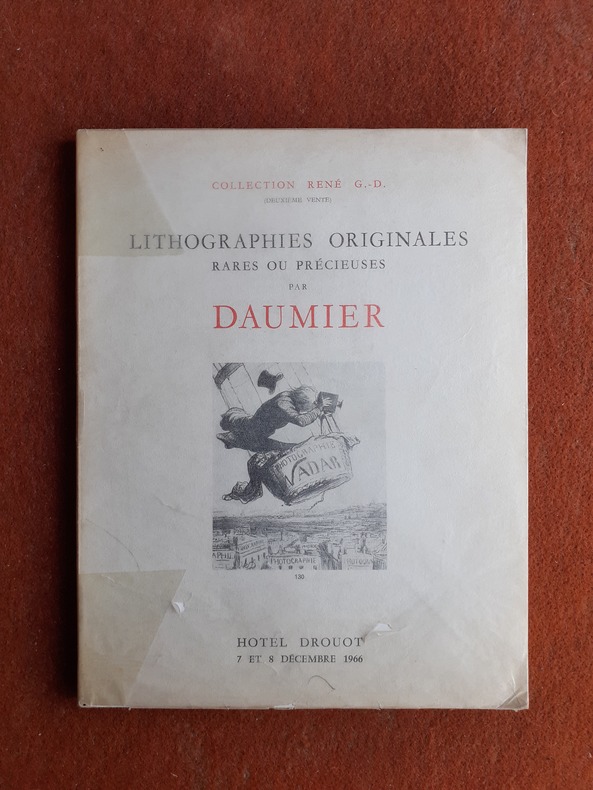 COLLECTION RENÉ G.-D.
(DEUXIÈME VENTE)
LITHOGRAPHIES ORIGINALES
RARES OU PRÉCIEUSES
PAR
DAUMIER
PHOTOGRAPHIE
NADAR
PHOTOGRAPHIE
130
HOTEL DROUOT
7 ET 8 DÉCEMBRE 1966